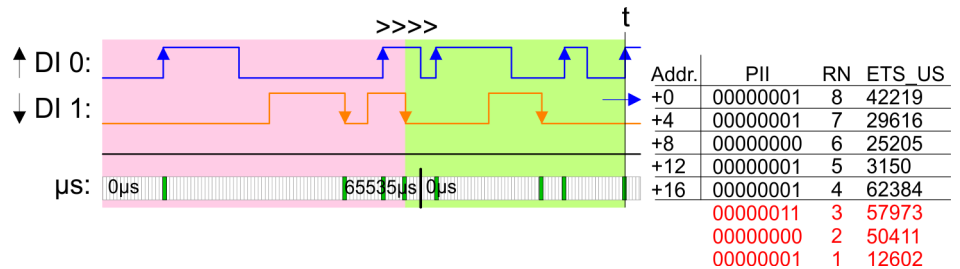 >>>> t
DI 0:
DI 1:
µs: 0µs 65535µs 0µs
Addr. PII RN ETS_US
+0 00000001 8 42219
+4 00000001 7 29616
+8 00000000 6 25205
+12 00000001 5 3150
+16 00000001 4 62384
00000011 3 57973
00000000 2 50411
00000001 1 12602